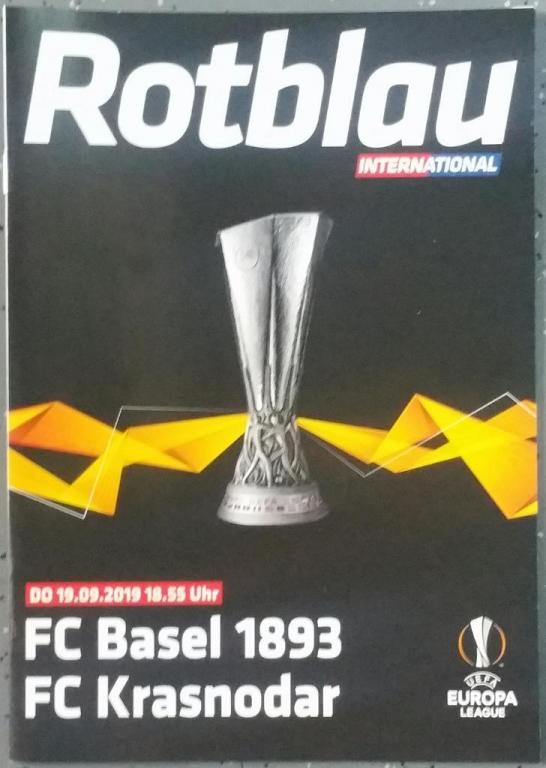 Rotblau
INTERNATIONAL
DO 19.09.2019 18.55 Uhr
FC Basel 1893
FC Krasnodar
UEFA
EUROPA
LEAGUE